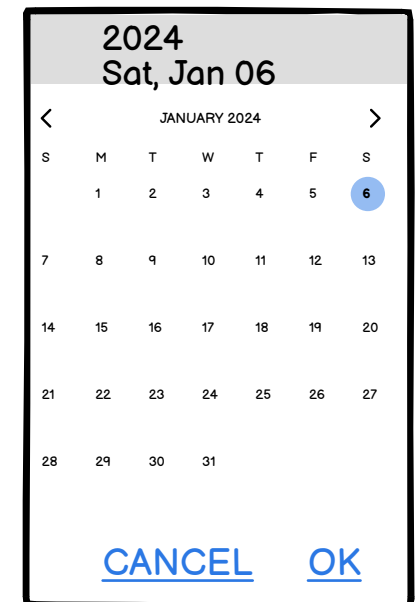 2024
Sat, Jan 06
JANUARY 2024
S M T W T F S
1 2 3 4 5 6
7 8 9 10 11 12 13
14 15 16 17 18 19 20
21 22 23 24 25 26 27
28 29 30 31
CANCEL OK